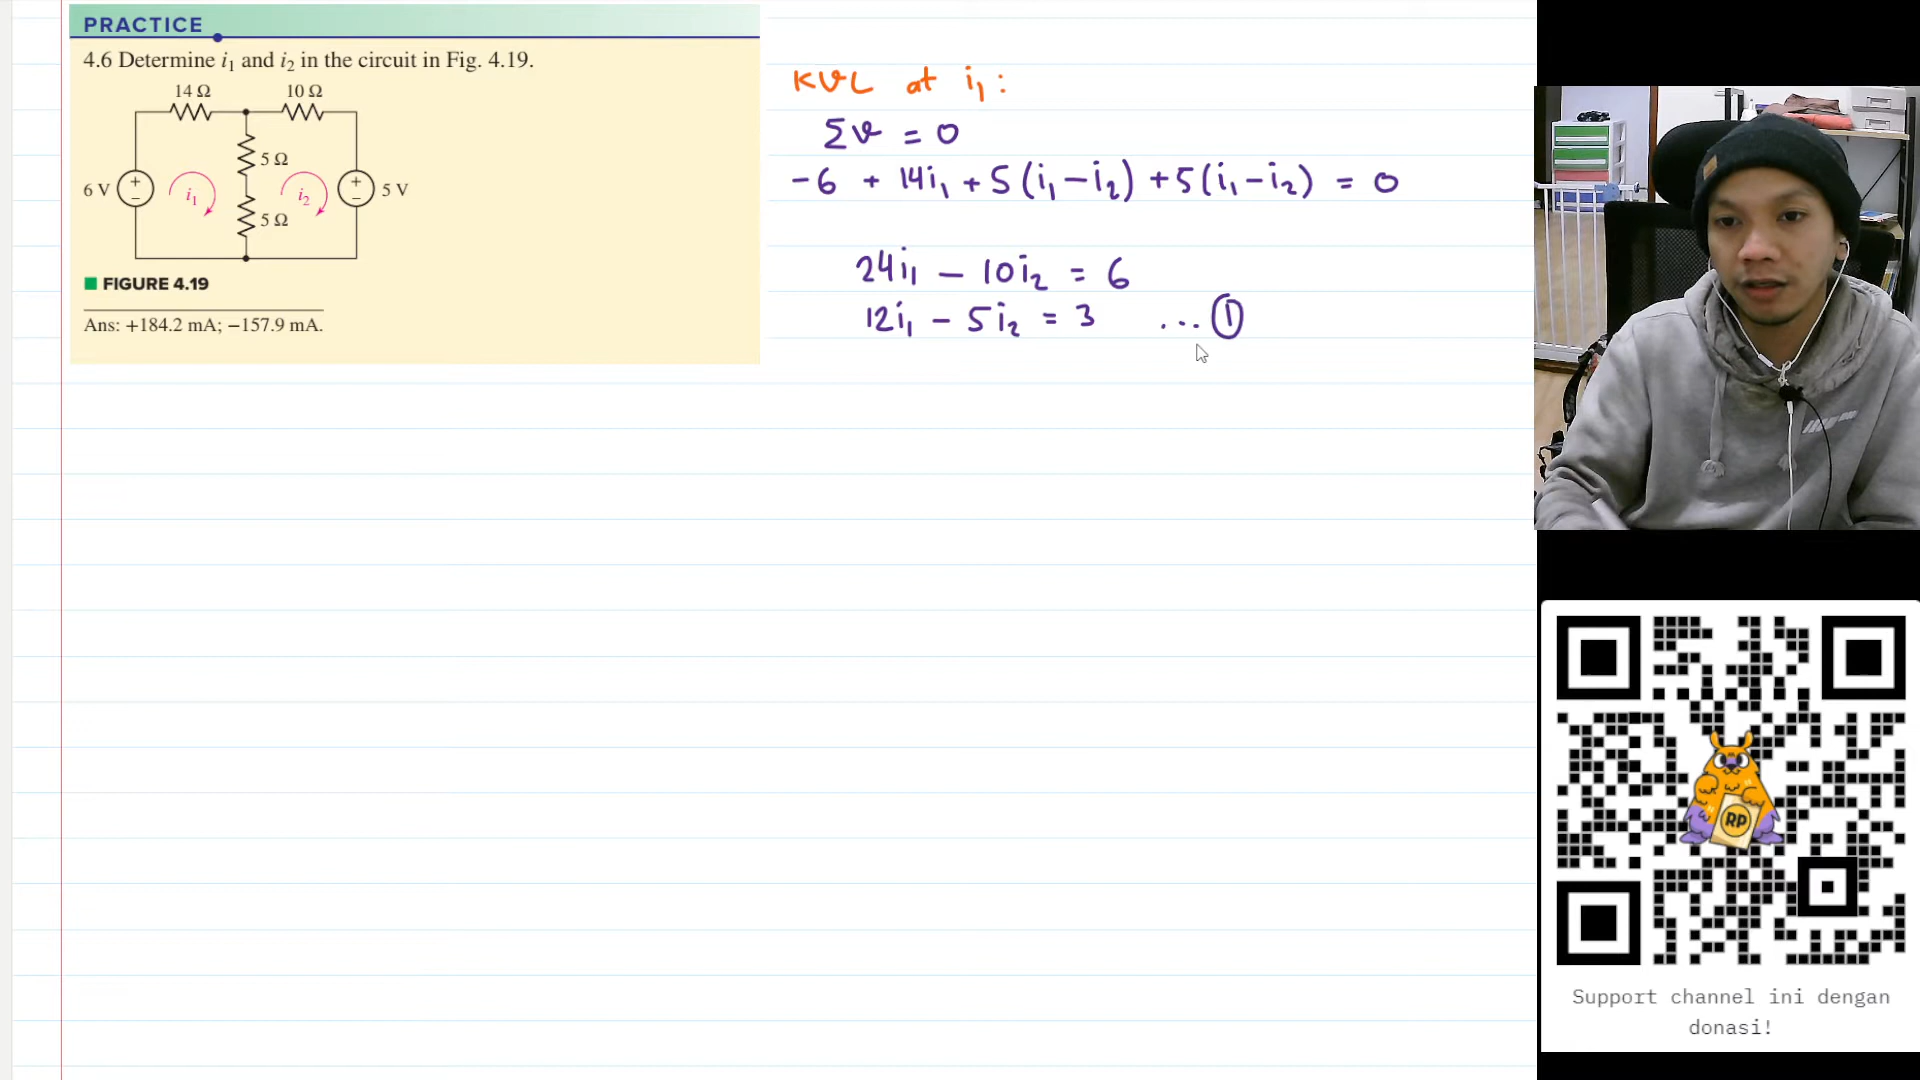 PRACTICE
4.6 Determine i₁ and i₂ in the circuit in Fig. 4.19.
14 Ω
10 Ω
5 Ω
6 V
+
−
i₁
i₂
+
−
5 V
5 Ω
FIGURE 4.19
Ans: +184.2 mA; −157.9 mA.
KVL at i₁ :
Σv = 0
-6 + 14i₁ + 5(i₁ - i₂) + 5(i₁ - i₂) = 0
24i₁ - 10i₂ = 6
12i₁ - 5i₂ = 3 ... ①
RP
Support channel ini dengan
donasi!